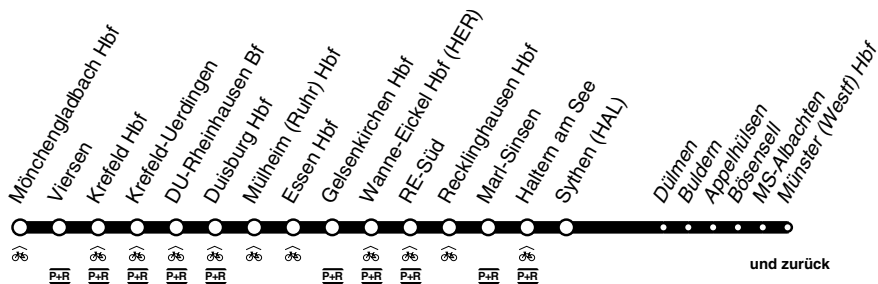 Mönchengladbach Hbf
Viersen
Krefeld Hbf
Krefeld-Uerdingen
DU-Rheinhausen Bf
Duisburg Hbf
Mülheim (Ruhr) Hbf
Essen Hbf
Gelsenkirchen Hbf
Wanne-Eickel Hbf (HER)
RE-Süd
Recklinghausen Hbf
Marl-Sinsen
Haltern am See
Sythen (HAL)
Dülmen
Buldern
Appelhülsen
Bösensell
MS-Albachten
Münster (Westf) Hbf
P+R P+R P+R P+R P+R P+R P+R P+R P+R P+R
und zurück